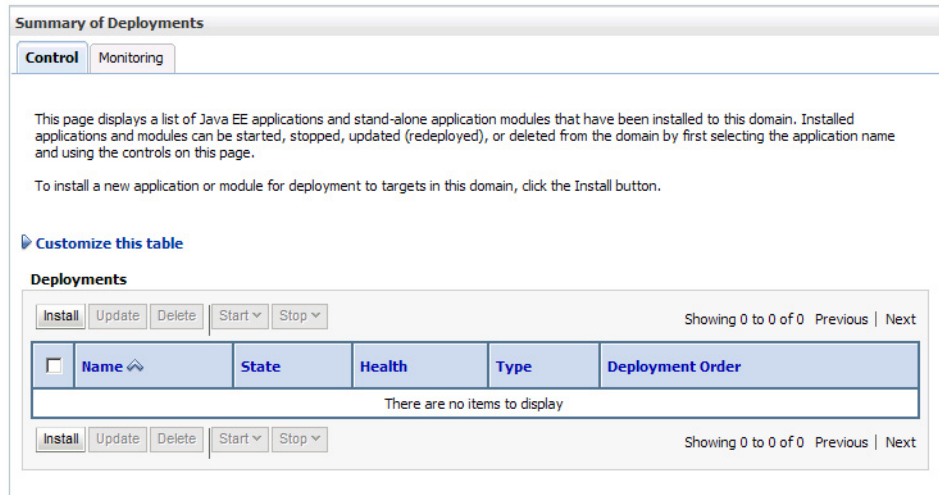 Summary of Deployments
Control Monitoring
This page displays a list of Java EE applications and stand-alone application modules that have been installed to this domain. Installed
applications and modules can be started, stopped, updated (redeployed), or deleted from the domain by first selecting the application name
and using the controls on this page.
To install a new application or module for deployment to targets in this domain, click the Install button.
Customize this table
Deployments
Install Update Delete Start Stop Showing 0 to 0 of 0 Previous | Next
Name State Health Type Deployment Order
There are no items to display
Install Update Delete Start Stop Showing 0 to 0 of 0 Previous | Next